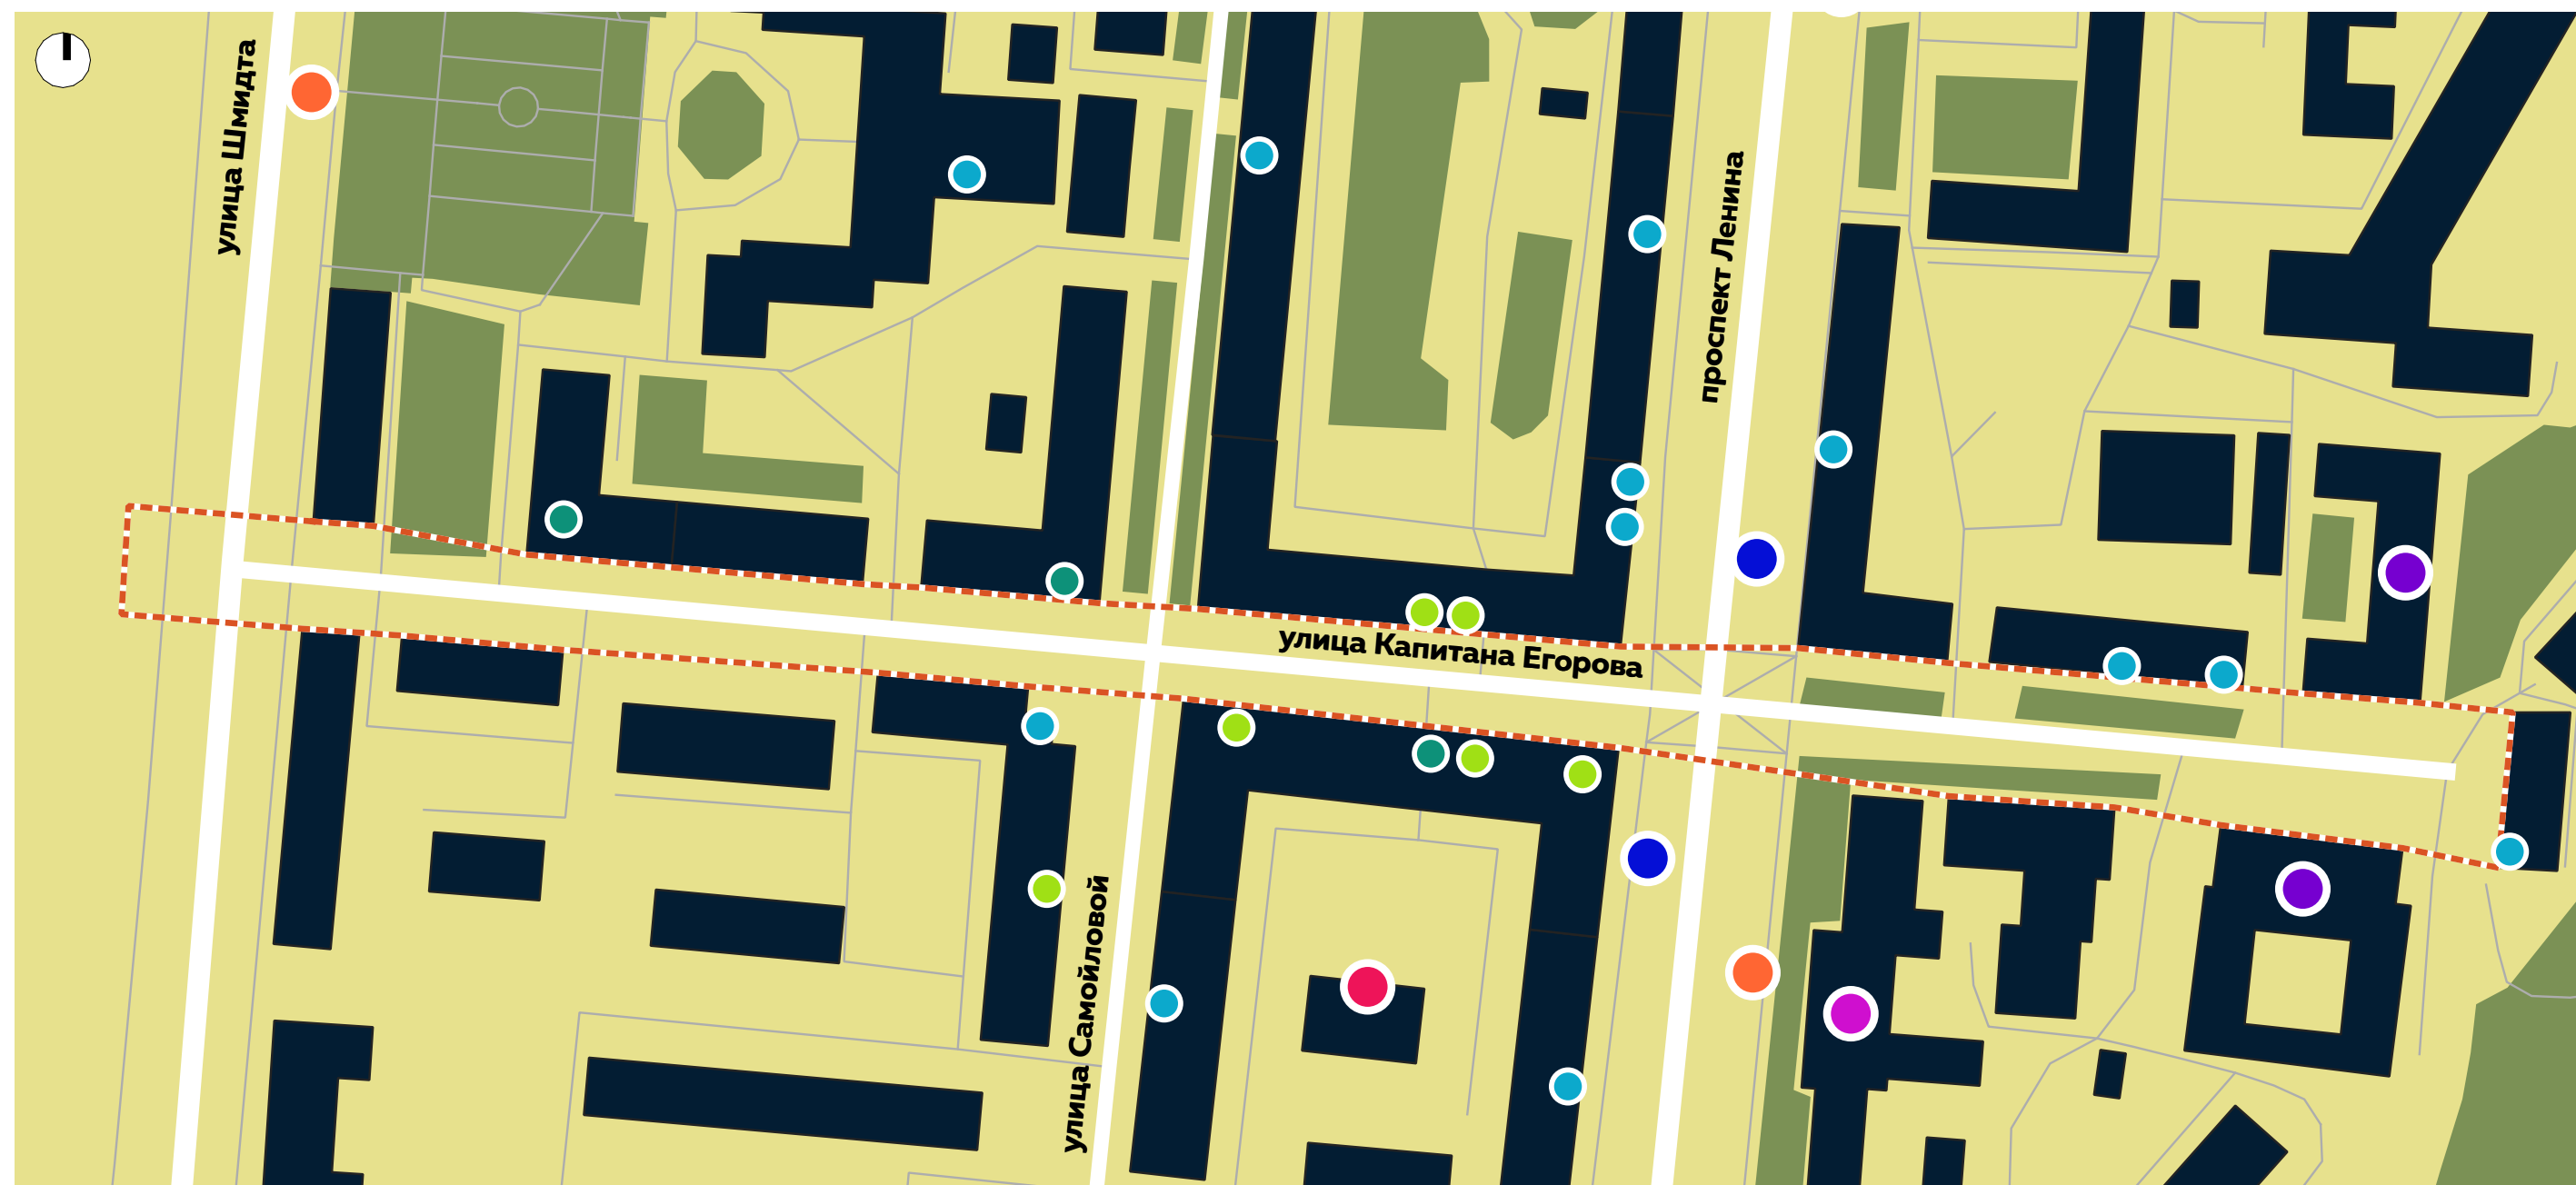 улица Шмидта
проспект Ленина
улица Капитана Егорова
улица Самойловой